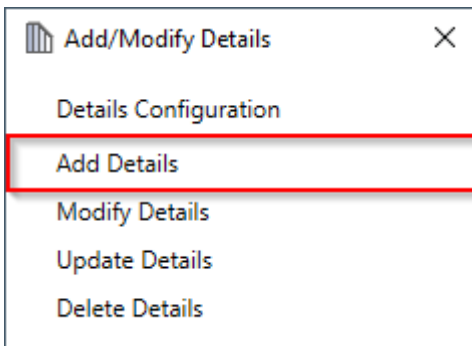 Add/Modify Details
Details Configuration
Add Details
Modify Details
Update Details
Delete Details